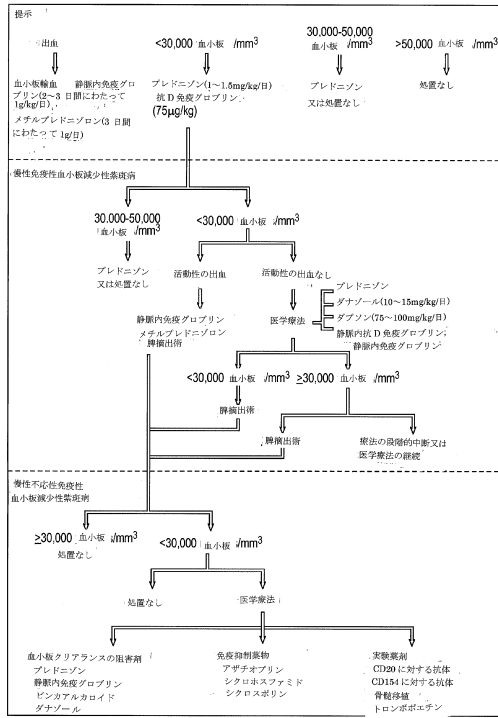 提示
出血
<30,000 血小板 /mm3
30,000-50,000
血小板 /mm3
>50,000 血小板 /mm3
血小板輸血 静脈内免疫グロ
ブリン(2～3 日間にわたって
1g/kg/日)
メチルプレドニゾロン(3 日間
にわたって 1g/日)
プレドニゾン(1～1.5mg/kg/日)
抗 D 免疫グロブリン
(75μg/kg)
プレドニゾン
又は処置なし
処置なし
慢性免疫性血小板減少性紫斑病
30.000-50,000
血小板 /mm3
<30,000 血小板 /mm3
プレドニゾン
又は処置なし
活動性の出血
活動性の出血なし
静脈内免疫グロブリン
メチルプレドニゾロン
脾摘出術
医学療法
プレドニゾン
ダナゾール(10～15mg/kg/日)
ダプソン(75～100mg/kg/日)
静脈内抗 D 免疫グロブリン,
静脈内免疫グロブリン
<30,000 血小板 /mm3
≥30,000 血小板 /mm3
脾摘出術
脾摘出術
療法の段階的中断又は
医学療法の継続
慢性不応性免疫性
血小板減少性紫斑病
≥30,000 血小板 /mm3
処置なし
<30,000 血小板 /mm3
処置なし
医学療法
血小板クリアランスの阻害剤
プレドニゾン
静脈内免疫グロブリン
ビンカアルカロイド
ダナゾール
免疫抑制薬物
アザチオプリン
シクロホスファミド
シクロスポリン
実験薬剤
CD20 に対する抗体
CD154 に対する抗体
骨髄移植
トロンボポエチン